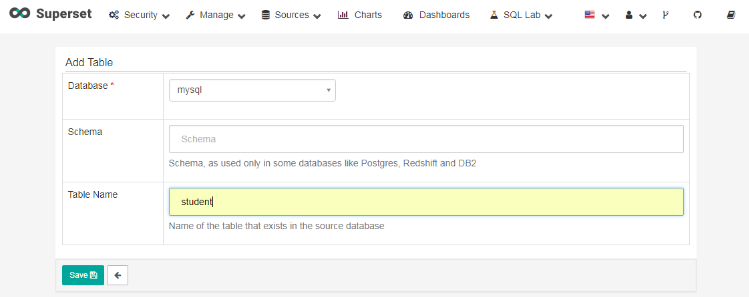 Superset Security Manage Sources Charts Dashboards SQL Lab
Add Table
Database * mysql
Schema Schema
Schema, as used only in some databases like Postgres, Redshift and DB2
Table Name student
Name of the table that exists in the source database
Save